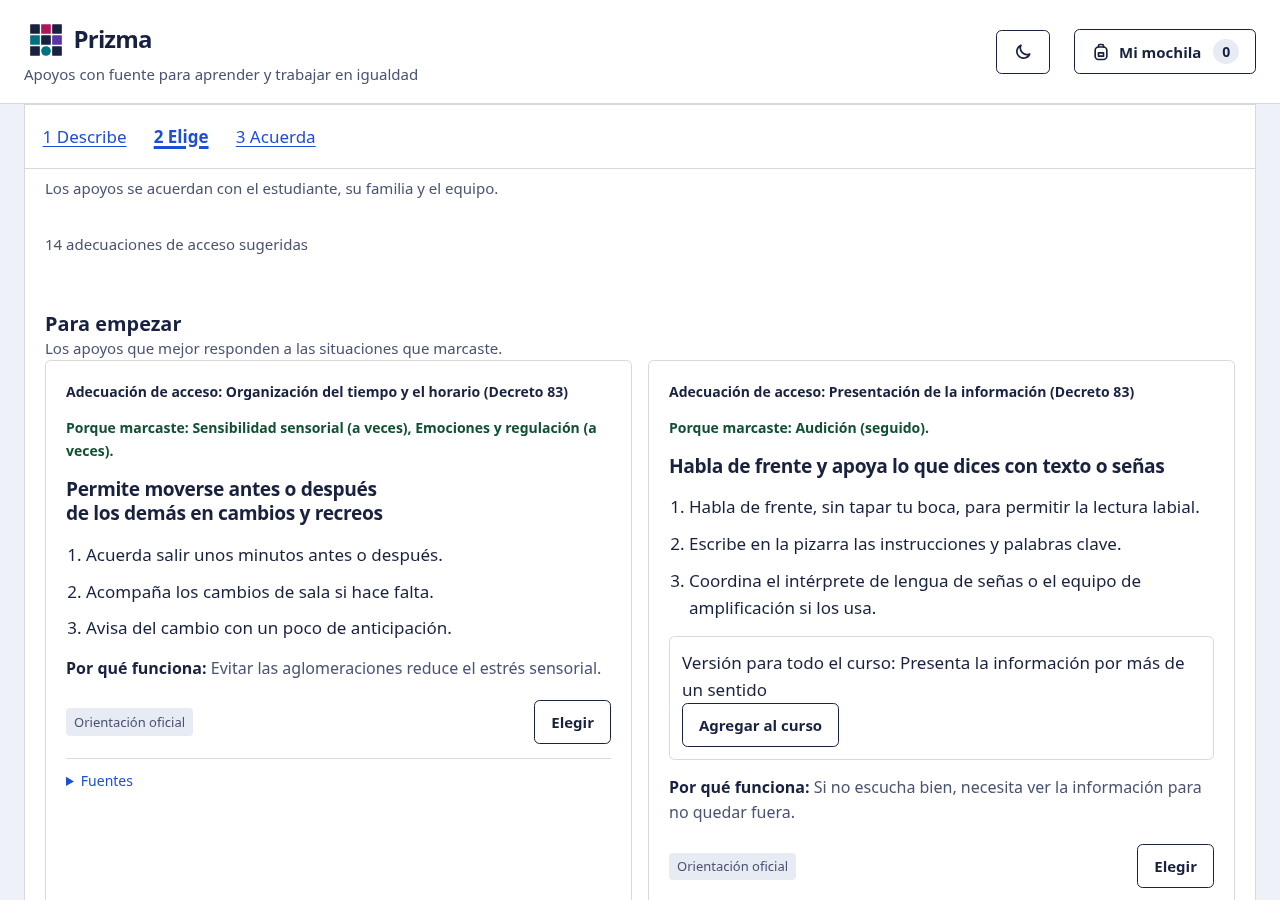 Prizma
Apoyos con fuente para aprender y trabajar en igualdad
Mi mochila 0
1 Describe 2 Elige 3 Acuerda
Los apoyos se acuerdan con el estudiante, su familia y el equipo.
14 adecuaciones de acceso sugeridas
Para empezar
Los apoyos que mejor responden a las situaciones que marcaste.
Adecuación de acceso: Organización del tiempo y el horario (Decreto 83)
Porque marcaste: Sensibilidad sensorial (a veces), Emociones y regulación (a
veces).
Permite moverse antes o después
de los demás en cambios y recreos
1. Acuerda salir unos minutos antes o después.
2. Acompaña los cambios de sala si hace falta.
3. Avisa del cambio con un poco de anticipación.
Por qué funciona: Evitar las aglomeraciones reduce el estrés sensorial.
Orientación oficial
Elegir
Fuentes
Adecuación de acceso: Presentación de la información (Decreto 83)
Porque marcaste: Audición (seguido).
Habla de frente y apoya lo que dices con texto o señas
1. Habla de frente, sin tapar tu boca, para permitir la lectura labial.
2. Escribe en la pizarra las instrucciones y palabras clave.
3. Coordina el intérprete de lengua de señas o el equipo de
amplificación si los usa.
Versión para todo el curso: Presenta la información por más de
un sentido
Agregar al curso
Por qué funciona: Si no escucha bien, necesita ver la información para
no quedar fuera.
Orientación oficial
Elegir